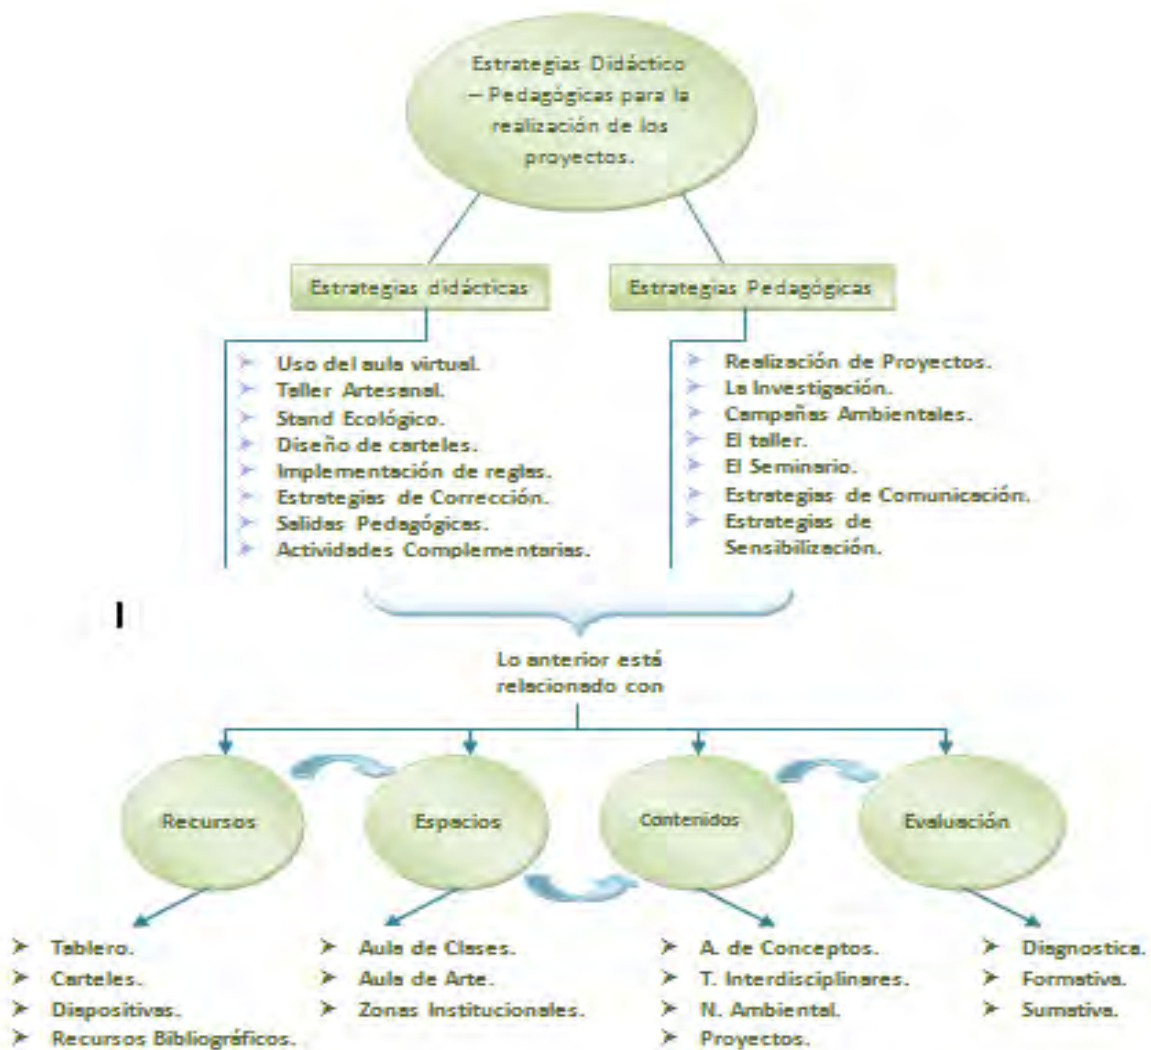 Estrategias Didáctico
– Pedagógicas para la
realización de los
proyectos.
Estrategias didácticas
Estrategias Pedagógicas
Uso del aula virtual.
Taller Artesanal.
Stand Ecológico.
Diseño de carteles.
Implementación de reglas.
Estrategias de Corrección.
Salidas Pedagógicas.
Actividades Complementarias.
Realización de Proyectos.
La Investigación.
Campañas Ambientales.
El taller.
El Seminario.
Estrategias de Comunicación.
Estrategias de
Sensibilización.
I
Lo anterior está
relacionado con
Recursos
Espacios
Contenidos
Evaluación
Tablero.
Carteles.
Diapositivas.
Recursos Bibliográficos.
Aula de Clases.
Aula de Arte.
Zonas Institucionales.
A. de Conceptos.
T. Interdisciplinares.
N. Ambiental.
Proyectos.
Diagnostica.
Formativa.
Sumativa.